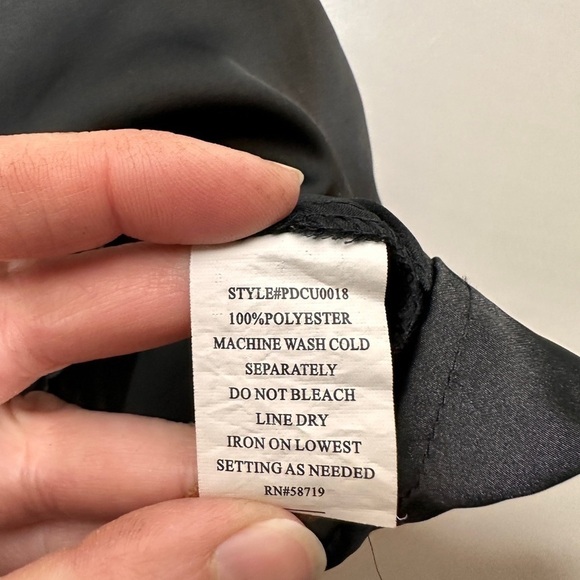 STYLE#PDCU0018
100%POLYESTER
MACHINE WASH COLD
SEPARATELY
DO NOT BLEACH
LINE DRY
IRON ON LOWEST
SETTING AS NEEDED
RN#58719